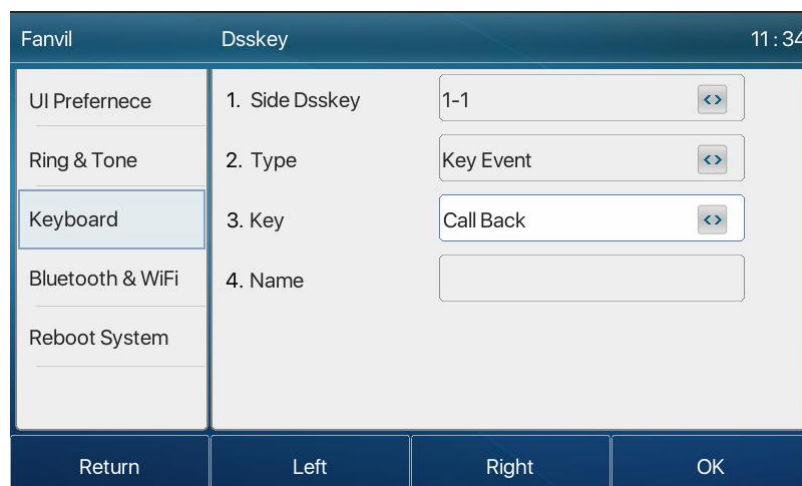 Fanvil Dsskey 11:34
UI Prefernece
Ring & Tone
Keyboard
Bluetooth & WiFi
Reboot System
1. Side Dsskey 1-1
2. Type Key Event
3. Key Call Back
4. Name
Return Left Right OK